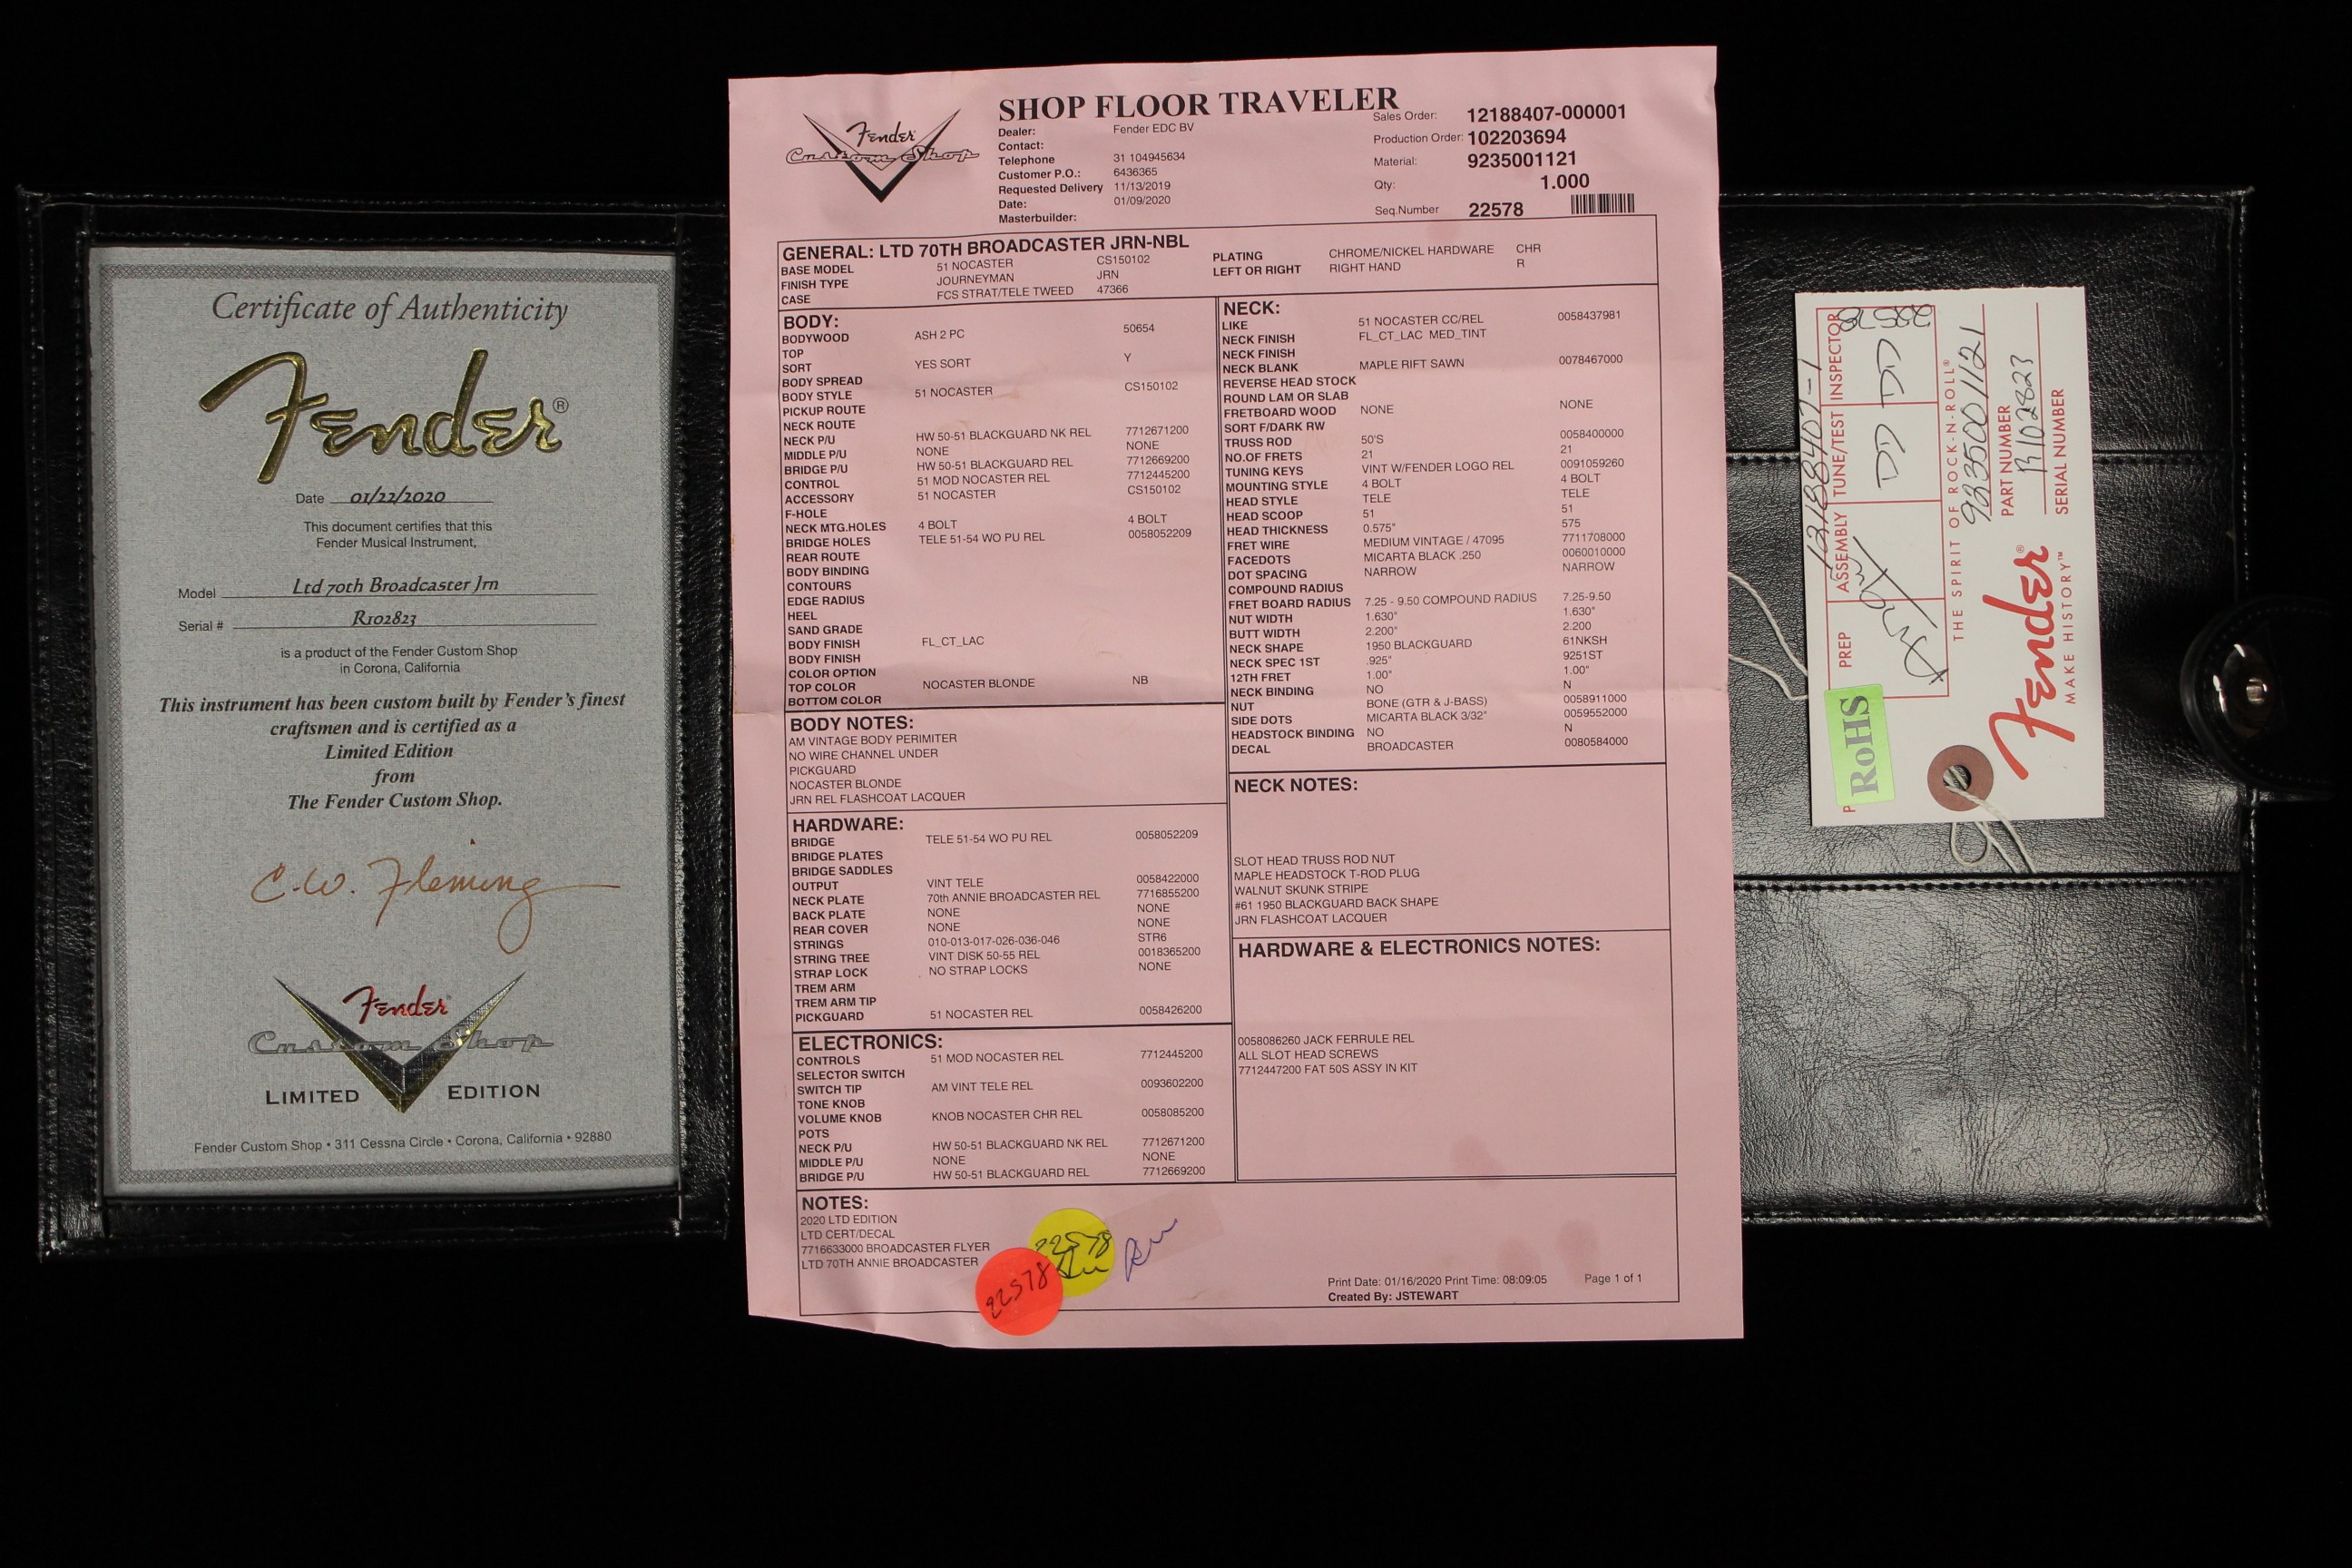 Certificate of Authenticity
Fender®
Date 01/22/2020
This document certifies that this
Fender Musical Instrument,
Model Ltd 70th Broadcaster Jrn
Serial # R102823
is a product of the Fender Custom Shop
in Corona, California
This instrument has been custom built by Fender's finest
craftsmen and is certified as a
Limited Edition
from
The Fender Custom Shop.
C.W. Fleming
Fender
Custom Shop
LIMITED EDITION
Fender Custom Shop • 311 Cessna Circle • Corona, California • 92880
Fender
Custom Shop
SHOP FLOOR TRAVELER
Dealer: Fender EDC BV
Contact:
Telephone 31 104945634
Customer P.O.: 6436365
Requested Delivery 11/13/2019
Date: 01/09/2020
Masterbuilder:
Sales Order: 12188407-000001
Production Order: 102203694
Material: 9235001121
Qty: 1.000
Seq.Number 22578
GENERAL: LTD 70TH BROADCASTER JRN-NBL
BASE MODEL 51 NOCASTER CS150102
FINISH TYPE JOURNEYMAN JRN
CASE FCS STRAT/TELE TWEED 47366
PLATING CHROME/NICKEL HARDWARE CHR
LEFT OR RIGHT RIGHT HAND R
BODY:
BODYWOOD ASH 2 PC 50654
TOP
SORT YES SORT Y
BODY SPREAD
BODY STYLE 51 NOCASTER CS150102
PICKUP ROUTE
NECK ROUTE
NECK P/U HW 50-51 BLACKGUARD NK REL 7712671200
MIDDLE P/U NONE NONE
BRIDGE P/U HW 50-51 BLACKGUARD REL 7712669200
CONTROL 51 MOD NOCASTER REL 7712445200
ACCESSORY 51 NOCASTER CS150102
F-HOLE
NECK MTG.HOLES 4 BOLT 4 BOLT
BRIDGE HOLES TELE 51-54 WO PU REL 0058052209
REAR ROUTE
BODY BINDING
CONTOURS
EDGE RADIUS
HEEL
SAND GRADE
BODY FINISH FL_CT_LAC
BODY FINISH
COLOR OPTION
TOP COLOR NOCASTER BLONDE NB
BOTTOM COLOR
BODY NOTES:
AM VINTAGE BODY PERIMITER
NO WIRE CHANNEL UNDER
PICKGUARD
NOCASTER BLONDE
JRN REL FLASHCOAT LACQUER
HARDWARE:
BRIDGE TELE 51-54 WO PU REL 0058052209
BRIDGE PLATES
BRIDGE SADDLES
OUTPUT VINT TELE 0058422000
NECK PLATE 70th ANNIE BROADCASTER REL 7716855200
BACK PLATE NONE NONE
REAR COVER NONE NONE
STRINGS 010-013-017-026-036-046 STR6
STRING TREE VINT DISK 50-55 REL 0018365200
STRAP LOCK NO STRAP LOCKS NONE
TREM ARM
TREM ARM TIP
PICKGUARD 51 NOCASTER REL 0058426200
ELECTRONICS:
CONTROLS 51 MOD NOCASTER REL 7712445200
SELECTOR SWITCH
SWITCH TIP AM VINT TELE REL 0093602200
TONE KNOB
VOLUME KNOB KNOB NOCASTER CHR REL 0058085200
POTS
NECK P/U HW 50-51 BLACKGUARD NK REL 7712671200
MIDDLE P/U NONE NONE
BRIDGE P/U HW 50-51 BLACKGUARD REL 7712669200
NECK:
LIKE 51 NOCASTER CC/REL 0058437981
NECK FINISH FL_CT_LAC MED_TINT
NECK FINISH
NECK BLANK MAPLE RIFT SAWN 0078467000
REVERSE HEAD STOCK
ROUND LAM OR SLAB
FRETBOARD WOOD NONE NONE
SORT F/DARK RW
TRUSS ROD 50'S 0058400000
NO.OF FRETS 21 21
TUNING KEYS VINT W/FENDER LOGO REL 0091059260
MOUNTING STYLE 4 BOLT 4 BOLT
HEAD STYLE TELE TELE
HEAD SCOOP 51 51
HEAD THICKNESS 0.575" 575
FRET WIRE MEDIUM VINTAGE / 47095 7711708000
FACEDOTS MICARTA BLACK .250 0060010000
DOT SPACING NARROW NARROW
COMPOUND RADIUS
FRET BOARD RADIUS 7.25 - 9.50 COMPOUND RADIUS 7.25-9.50
NUT WIDTH 1.630" 1.630"
BUTT WIDTH 2.200" 2.200
NECK SHAPE 1950 BLACKGUARD 61NKSH
NECK SPEC 1ST .925" 9251ST
12TH FRET 1.00" 1.00"
NECK BINDING NO N
NUT BONE (GTR & J-BASS) 0058911000
SIDE DOTS MICARTA BLACK 3/32" 0059552000
HEADSTOCK BINDING NO N
DECAL BROADCASTER 0080584000
NECK NOTES:
SLOT HEAD TRUSS ROD NUT
MAPLE HEADSTOCK T-ROD PLUG
WALNUT SKUNK STRIPE
#61 1950 BLACKGUARD BACK SHAPE
JRN FLASHCOAT LACQUER
HARDWARE & ELECTRONICS NOTES:
0058086260 JACK FERRULE REL
ALL SLOT HEAD SCREWS
7712447200 FAT 50S ASSY IN KIT
NOTES:
2020 LTD EDITION
LTD CERT/DECAL
7716633000 BROADCASTER FLYER
LTD 70TH ANNIE BROADCASTER
22578
22578
Print Date: 01/16/2020 Print Time: 08:09:05 Page 1 of 1
Created By: JSTEWART
12188407-1
PREP ASSEMBLY TUNE/TEST INSPECTOR
DD DD
22578
THE SPIRIT OF ROCK-N-ROLL®
9235001121
PART NUMBER
R102823
SERIAL NUMBER
Fender®
MAKE HISTORY™
RoHS